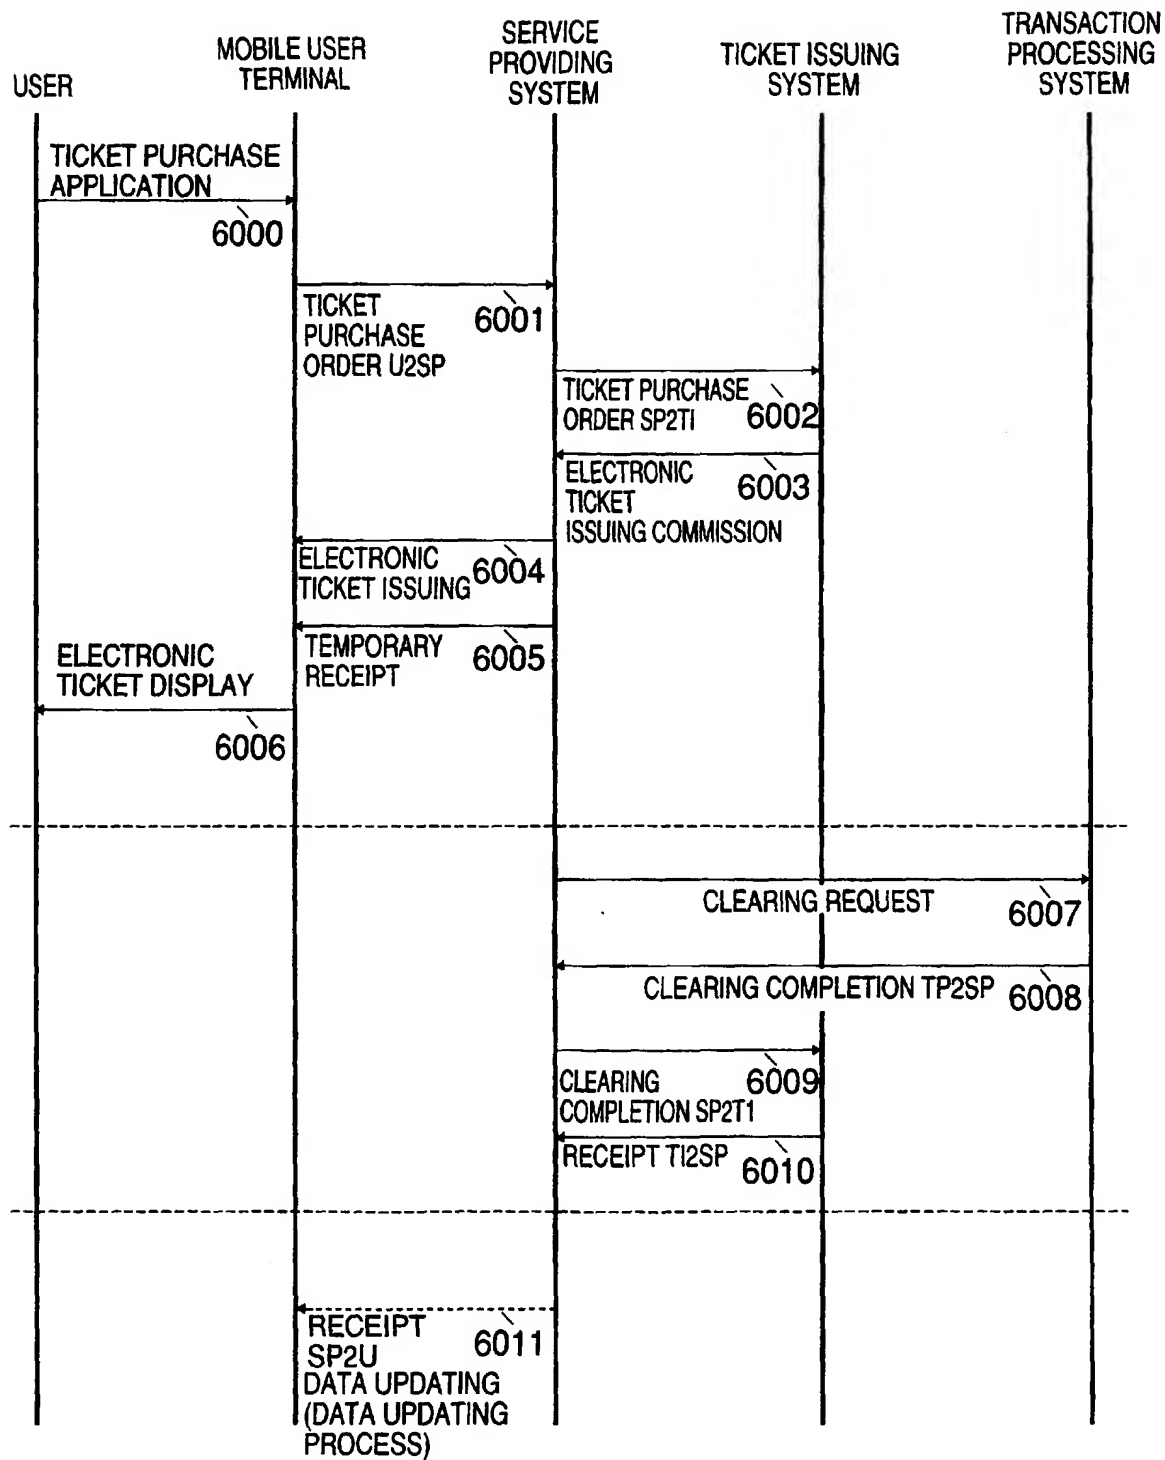 USER
MOBILE USER
TERMINAL
SERVICE
PROVIDING
SYSTEM
TICKET ISSUING
SYSTEM
TRANSACTION
PROCESSING
SYSTEM
TICKET PURCHASE
APPLICATION
6000
TICKET
PURCHASE
ORDER U2SP
6001
TICKET PURCHASE
ORDER SP2TI
6002
ELECTRONIC
TICKET
ISSUING COMMISSION
6003
ELECTRONIC
TICKET ISSUING
6004
TEMPORARY
RECEIPT
6005
ELECTRONIC
TICKET DISPLAY
6006
CLEARING REQUEST
6007
CLEARING COMPLETION TP2SP
6008
CLEARING
COMPLETION SP2T1
6009
RECEIPT TI2SP
6010
RECEIPT
SP2U
DATA UPDATING
(DATA UPDATING
PROCESS)
6011